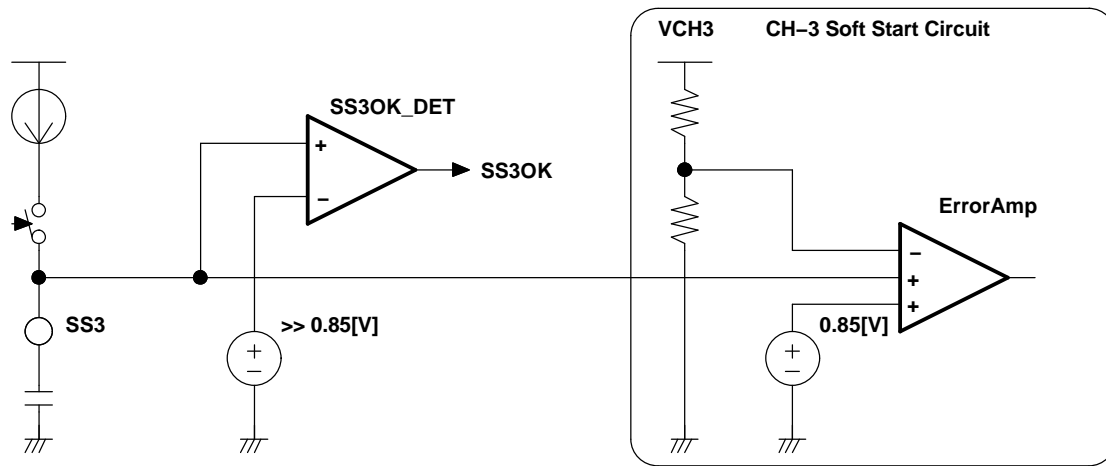 VCH3 CH−3 Soft Start Circuit
SS3OK_DET
+
SS3OK
−
ErrorAmp
−
+
+
SS3
>> 0.85[V]
0.85[V]
+
−
+
−